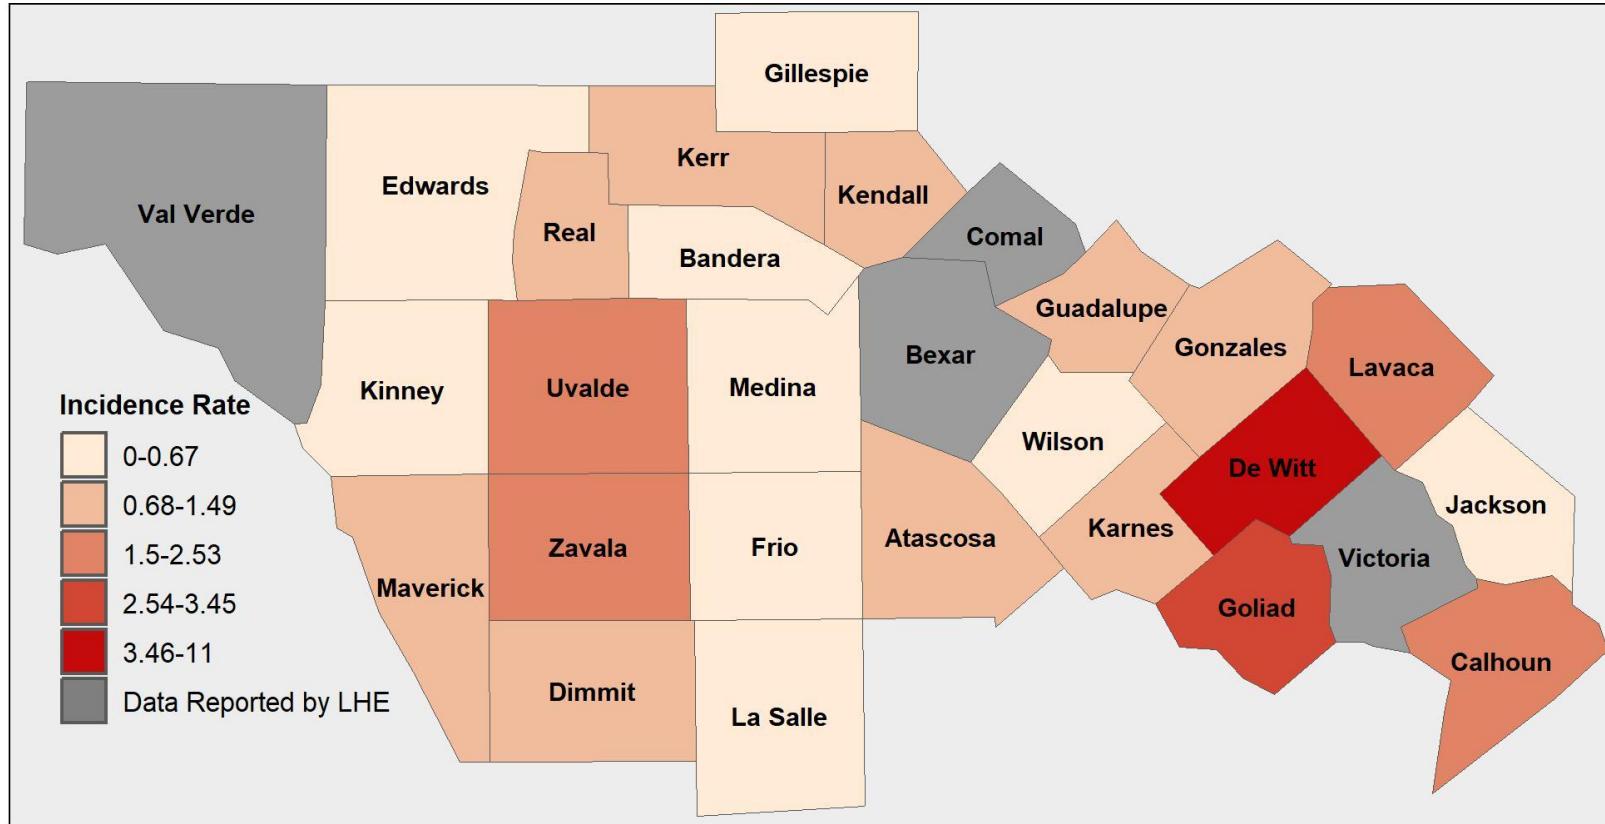 Gillespie
Kerr
Edwards
Kendall
Val Verde
Real
Comal
Bandera
Guadalupe
Gonzales
Bexar
Lavaca
Kinney
Uvalde
Medina
Wilson
De Witt
Jackson
Karnes
Atascosa
Zavala
Frio
Victoria
Maverick
Goliad
Calhoun
Dimmit
La Salle
Incidence Rate
0-0.67
0.68-1.49
1.5-2.53
2.54-3.45
3.46-11
Data Reported by LHE